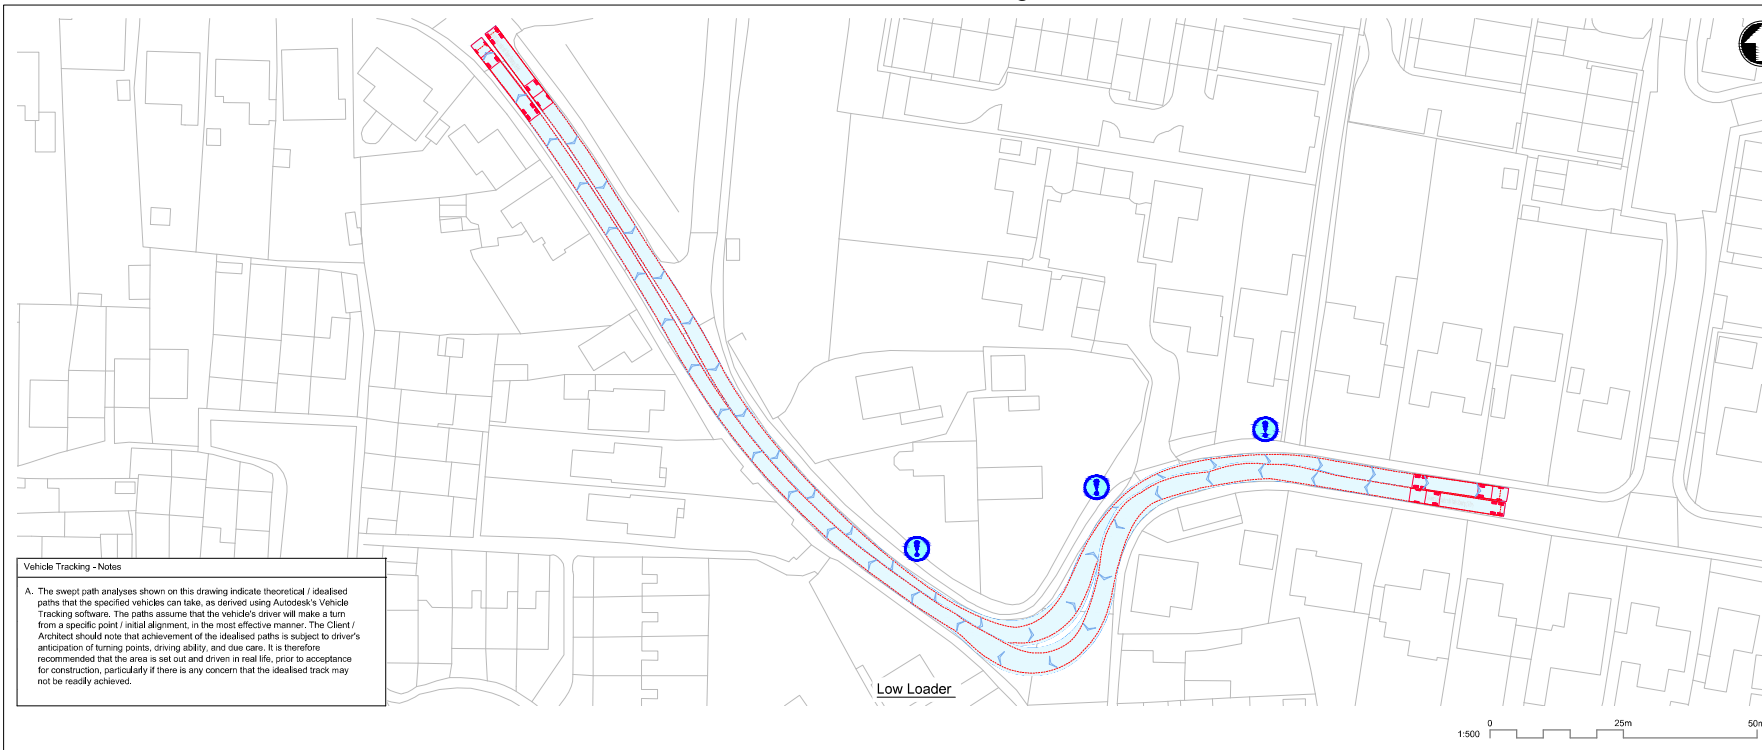 Vehicle Tracking - Notes
A. The swept path analyses shown on this drawing indicate theoretical / idealised
paths that the specified vehicles can take, as derived using Autodesk's Vehicle
Tracking software. The paths assume that the vehicle's driver will make a turn
from a specific point / initial alignment, in the most effective manner. The Client /
Architect should note that achievement of the idealised paths is subject to driver's
anticipation of turning points, driving ability, and due care. It is therefore
recommended that the area is set out and driven in real life, prior to acceptance
for construction, particularly if there is any concern that the idealised track may
not be readily achieved.
Low Loader
1:500
0 25m 50m